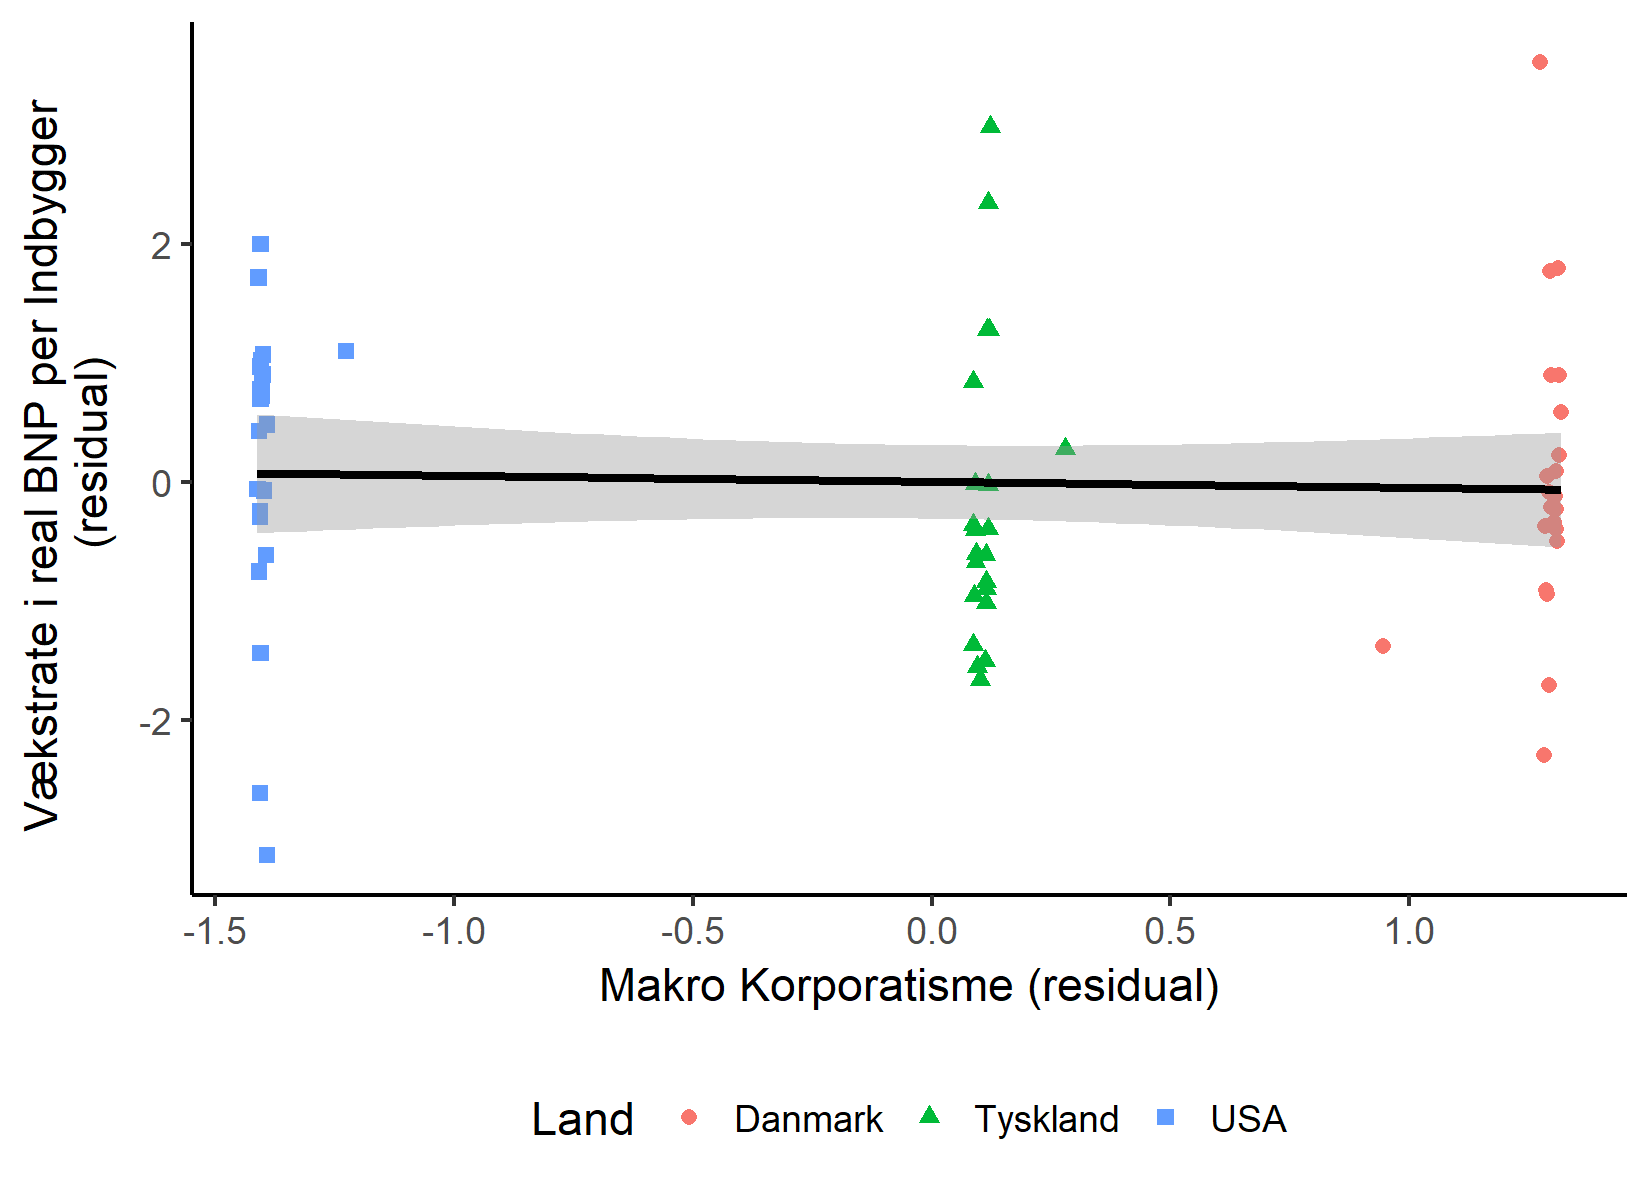 Vækstrate i real BNP per Indbygger
(residual)
2
0
-2
-1.5 -1.0 -0.5 0.0 0.5 1.0
Makro Korporatisme (residual)
Land Danmark Tyskland USA